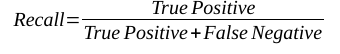 Recall = True Positive / True Positive + False Negative